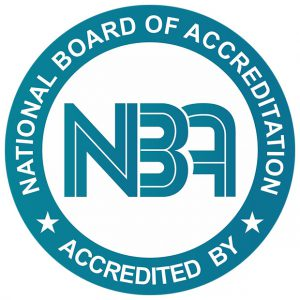 NATIONAL BOARD OF ACCREDITATION
NBA
ACCREDITED BY